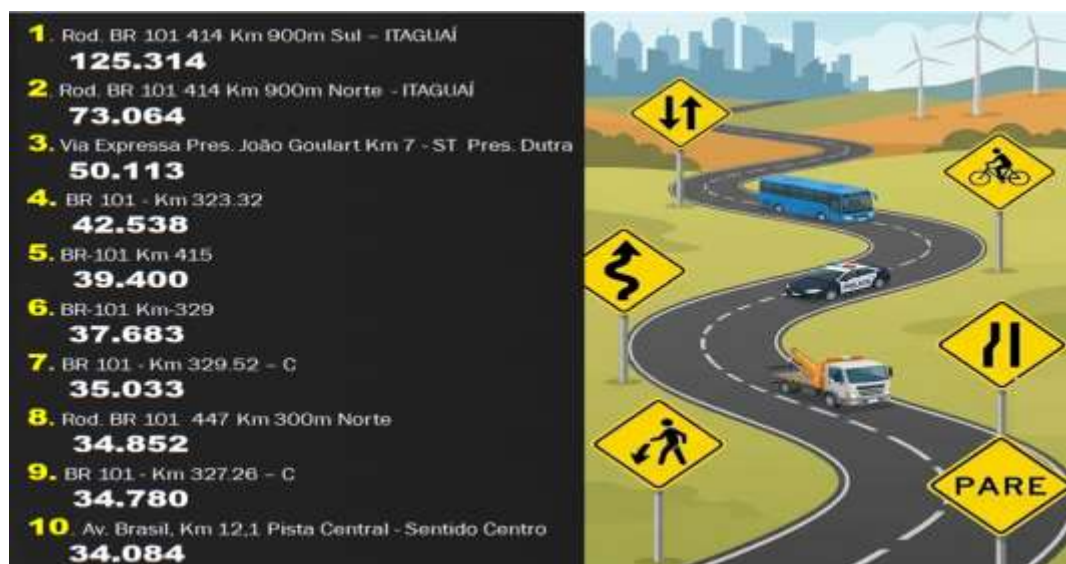 1. Rod. BR 101 414 Km 900m Sul – ITAGUAÍ
125.314
2. Rod. BR 101 414 Km 900m Norte - ITAGUAÍ
73.064
3. Via Expressa Pres. João Goulart Km 7 - ST Pres. Dutra
50.113
4. BR 101 - Km 323.32
42.538
5. BR-101 Km 415
39.400
6. BR-101 Km-329
37.683
7. BR 101 - Km 329.52 – C
35.033
8. Rod. BR 101 447 Km 300m Norte
34.852
9. BR 101 - Km 327.26 – C
34.780
10. Av. Brasil, Km 12,1 Pista Central - Sentido Centro
34.084
POLICE
PARE